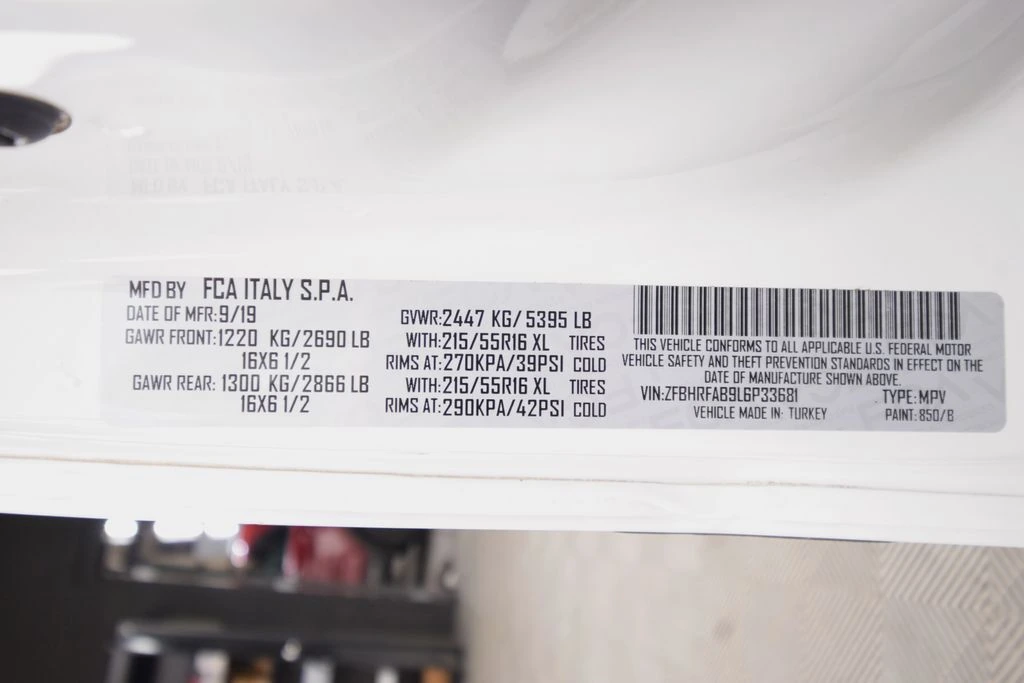 MFD BY FCA ITALY S.P.A.
DATE OF MFR:9/19
GAWR FRONT:1220 KG/2690 LB
16X6 1/2
GAWR REAR: 1300 KG/2866 LB
16X6 1/2
GVWR:2447 KG/ 5395 LB
WITH:215/55R16 XL TIRES
RIMS AT:270KPA/39PSI COLD
WITH:215/55R16 XL TIRES
RIMS AT:290KPA/42PSI COLD
THIS VEHICLE CONFORMS TO ALL APPLICABLE U.S. FEDERAL MOTOR
VEHICLE SAFETY AND THEFT PREVENTION STANDARDS IN EFFECT ON THE
DATE OF MANUFACTURE SHOWN ABOVE.
VIN:ZFBHRFAB9L6P33681 TYPE:MPV
VEHICLE MADE IN: TURKEY PAINT: 850/B